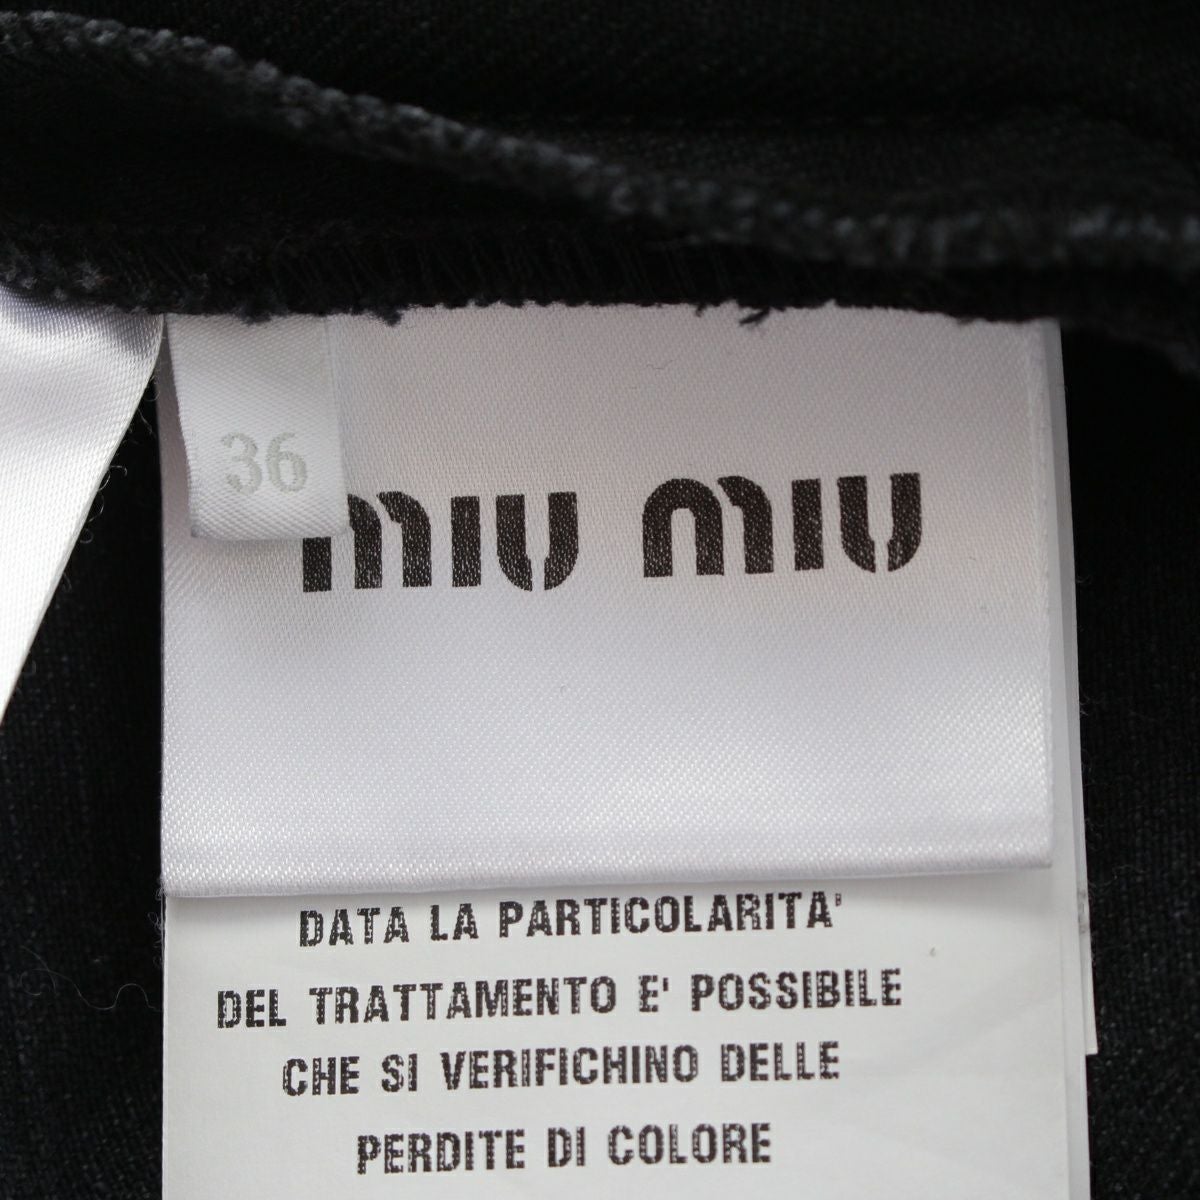 36
miu miu
DATA LA PARTICOLARITA'
DEL TRATTAMENTO E' POSSIBILE
CHE SI VERIFICHINO DELLE
PERDITE DI COLORE